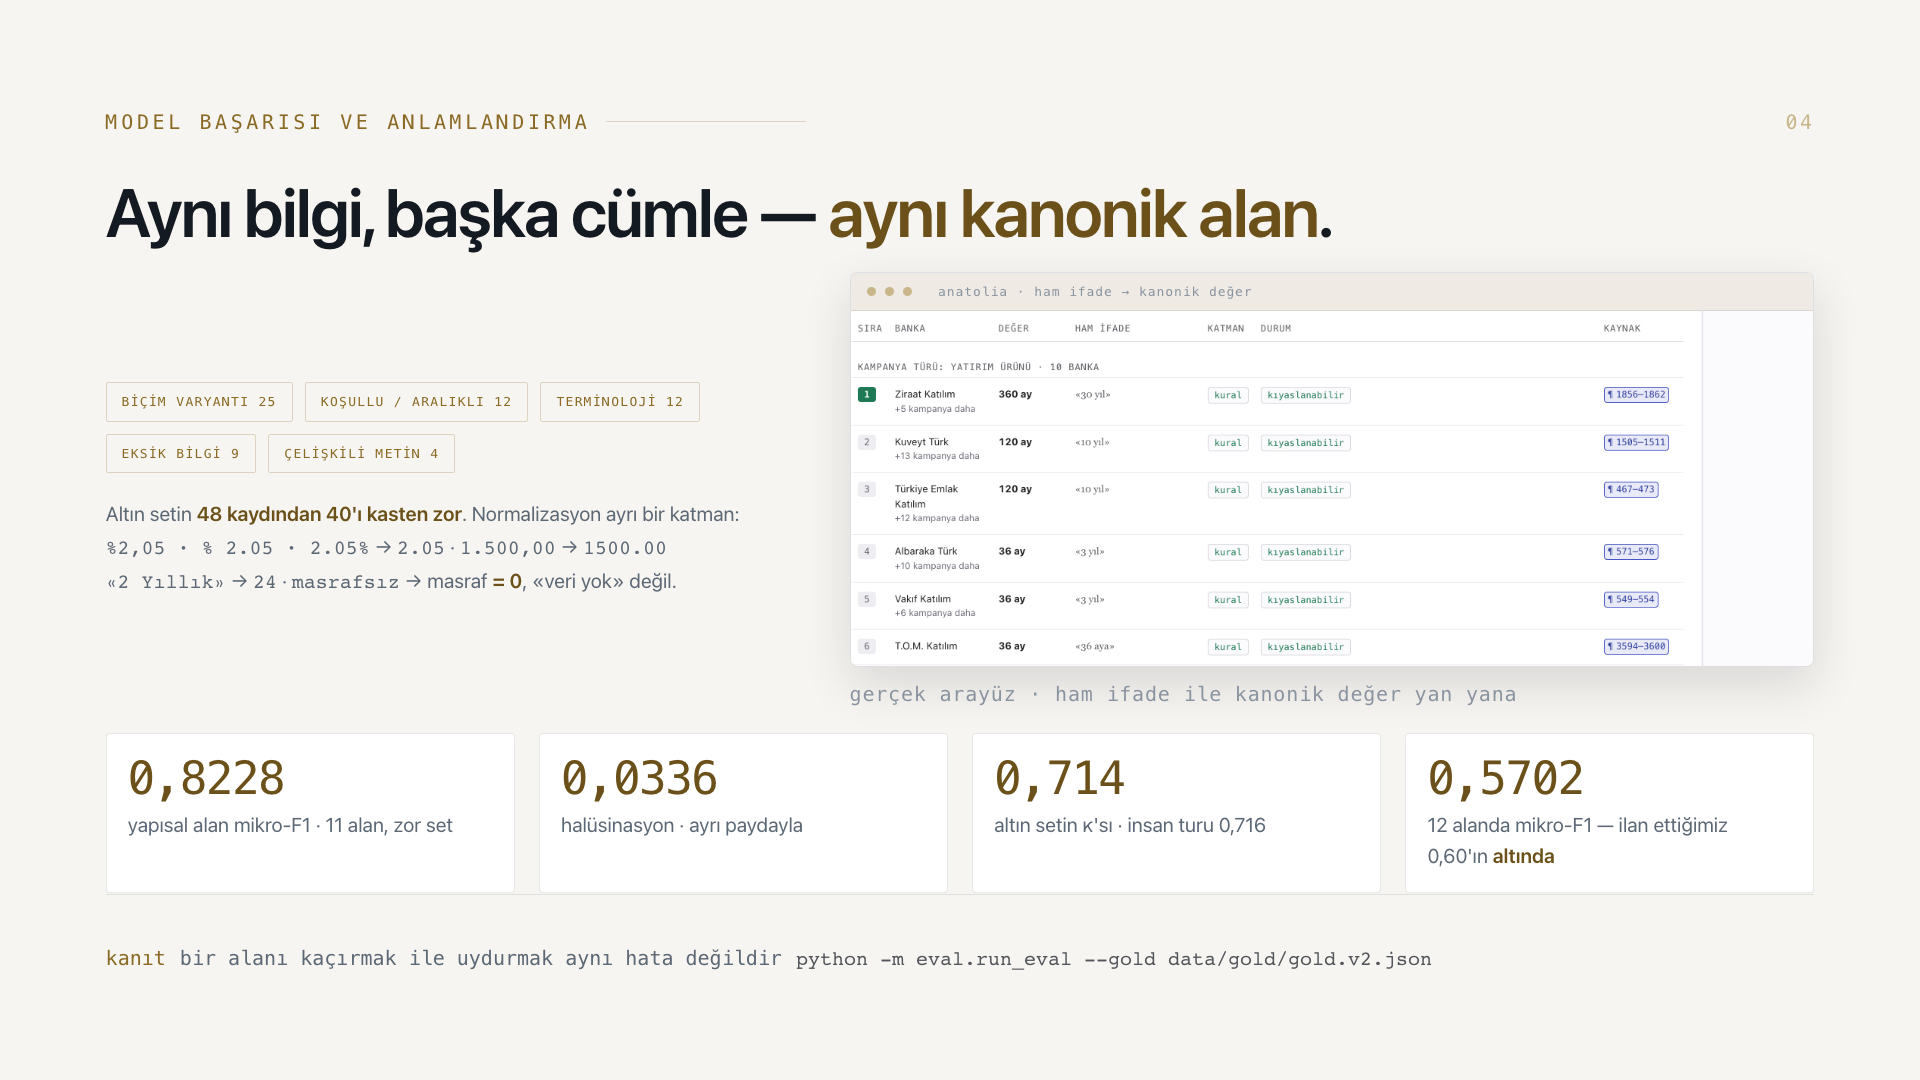 MODEL BAŞARISI VE ANLAMLANDIRMA
04
Aynı bilgi, başka cümle — aynı kanonik alan.
BİÇİM VARYANTI 25
KOŞULLU / ARALIKLI 12
TERMİNOLOJİ 12
EKSİK BİLGİ 9
ÇELİŞKİLİ METİN 4
Altın setin 48 kaydından 40'ı kasten zor. Normalizasyon ayrı bir katman:
%2,05 · % 2.05 · 2.05% → 2.05 · 1.500,00 → 1500.00
«2 Yıllık» → 24 · masrafsız → masraf = 0, «veri yok» değil.
anatolia · ham ifade → kanonik değer
SIRA BANKA DEĞER HAM İFADE KATMAN DURUM KAYNAK
KAMPANYA TÜRÜ: YATIRIM ÜRÜNÜ · 10 BANKA
1 Ziraat Katılım 360 ay «30 yıl» kural kıyaslanabilir ¶ 1856–1862
+5 kampanya daha
2 Kuveyt Türk 120 ay «10 yıl» kural kıyaslanabilir ¶ 1505–1511
+13 kampanya daha
3 Türkiye Emlak 120 ay «10 yıl» kural kıyaslanabilir ¶ 467–473
Katılım
+12 kampanya daha
4 Albaraka Türk 36 ay «3 yıl» kural kıyaslanabilir ¶ 571–576
+10 kampanya daha
5 Vakıf Katılım 36 ay «3 yıl» kural kıyaslanabilir ¶ 549–554
+6 kampanya daha
6 T.O.M. Katılım 36 ay «36 aya» kural kıyaslanabilir ¶ 3594–3600
gerçek arayüz · ham ifade ile kanonik değer yan yana
0,8228
yapısal alan mikro-F1 · 11 alan, zor set
0,0336
halüsinasyon · ayrı paydayla
0,714
altın setin κ'sı · insan turu 0,716
0,5702
12 alanda mikro-F1 — ilan ettiğimiz
0,60'ın altında
kanıt bir alanı kaçırmak ile uydurmak aynı hata değildir python -m eval.run_eval --gold data/gold/gold.v2.json